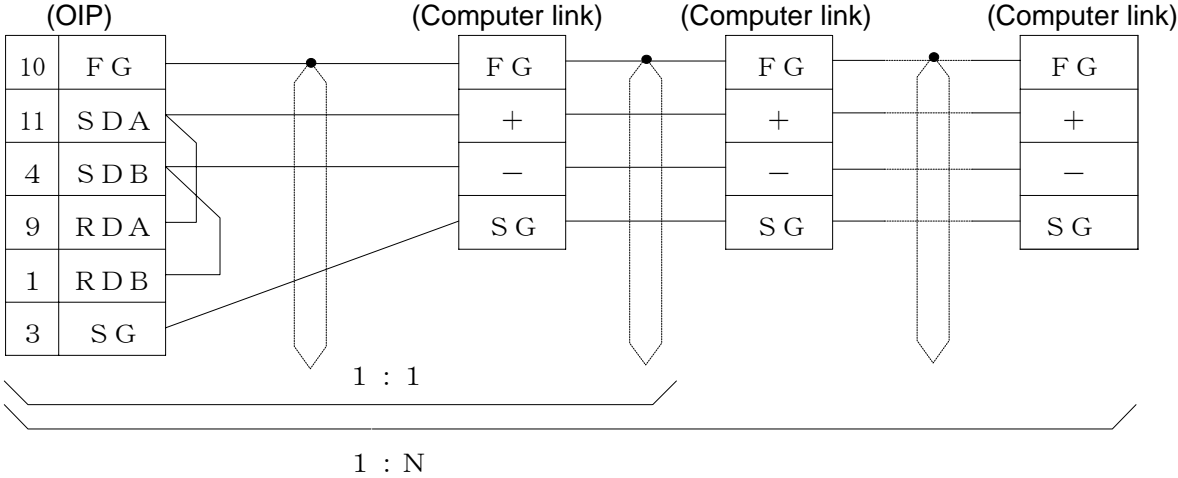 (OIP) (Computer link) (Computer link) (Computer link)
10 FG FG FG FG
11 SDA + + +
4 SDB − − −
9 RDA SG SG SG
1 RDB
3 SG
1 : 1
1 : N